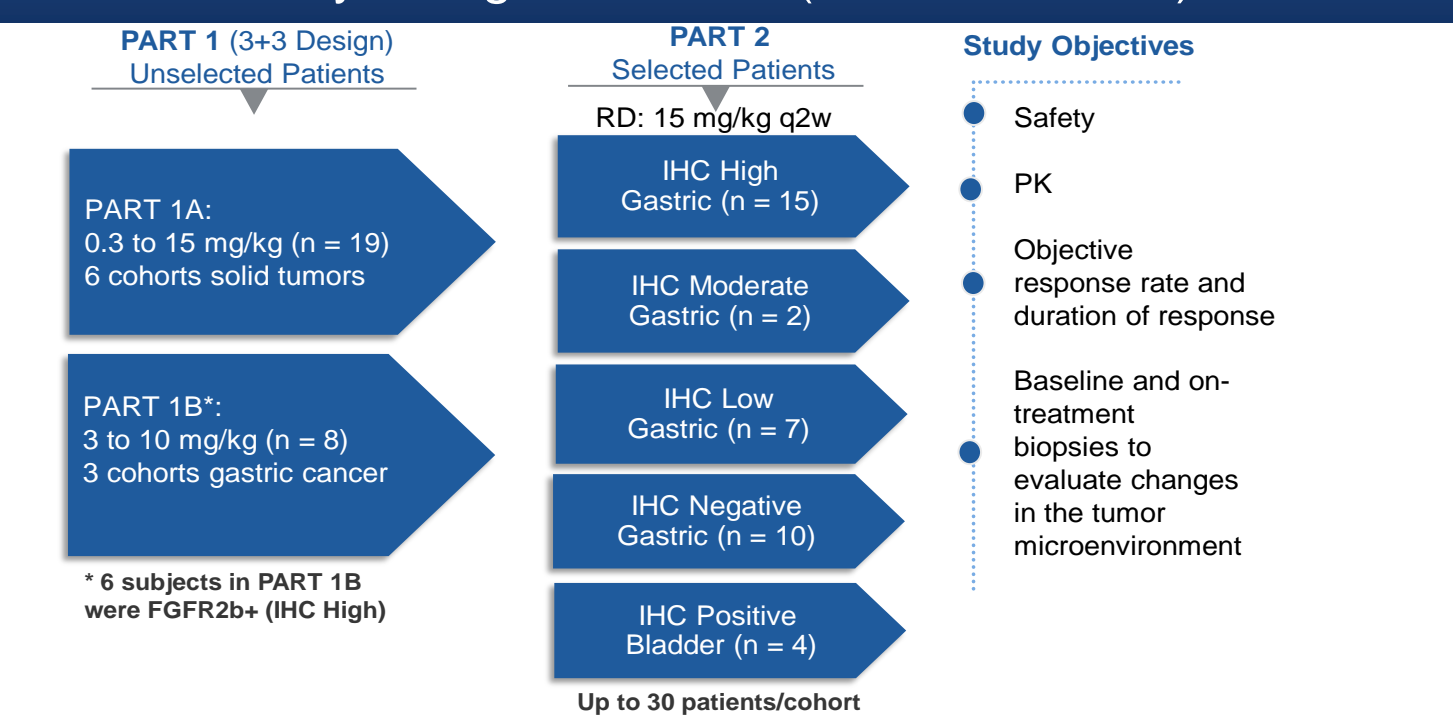 PART 1 (3+3 Design)
Unselected Patients
PART 1A:
0.3 to 15 mg/kg (n = 19)
6 cohorts solid tumors
PART 1B*:
3 to 10 mg/kg (n = 8)
3 cohorts gastric cancer
* 6 subjects in PART 1B
were FGFR2b+ (IHC High)
PART 2
Selected Patients
RD: 15 mg/kg q2w
IHC High
Gastric (n = 15)
IHC Moderate
Gastric (n = 2)
IHC Low
Gastric (n = 7)
IHC Negative
Gastric (n = 10)
IHC Positive
Bladder (n = 4)
Up to 30 patients/cohort
Study Objectives
Safety
PK
Objective
response rate and
duration of response
Baseline and on-
treatment
biopsies to
evaluate changes
in the tumor
microenvironment